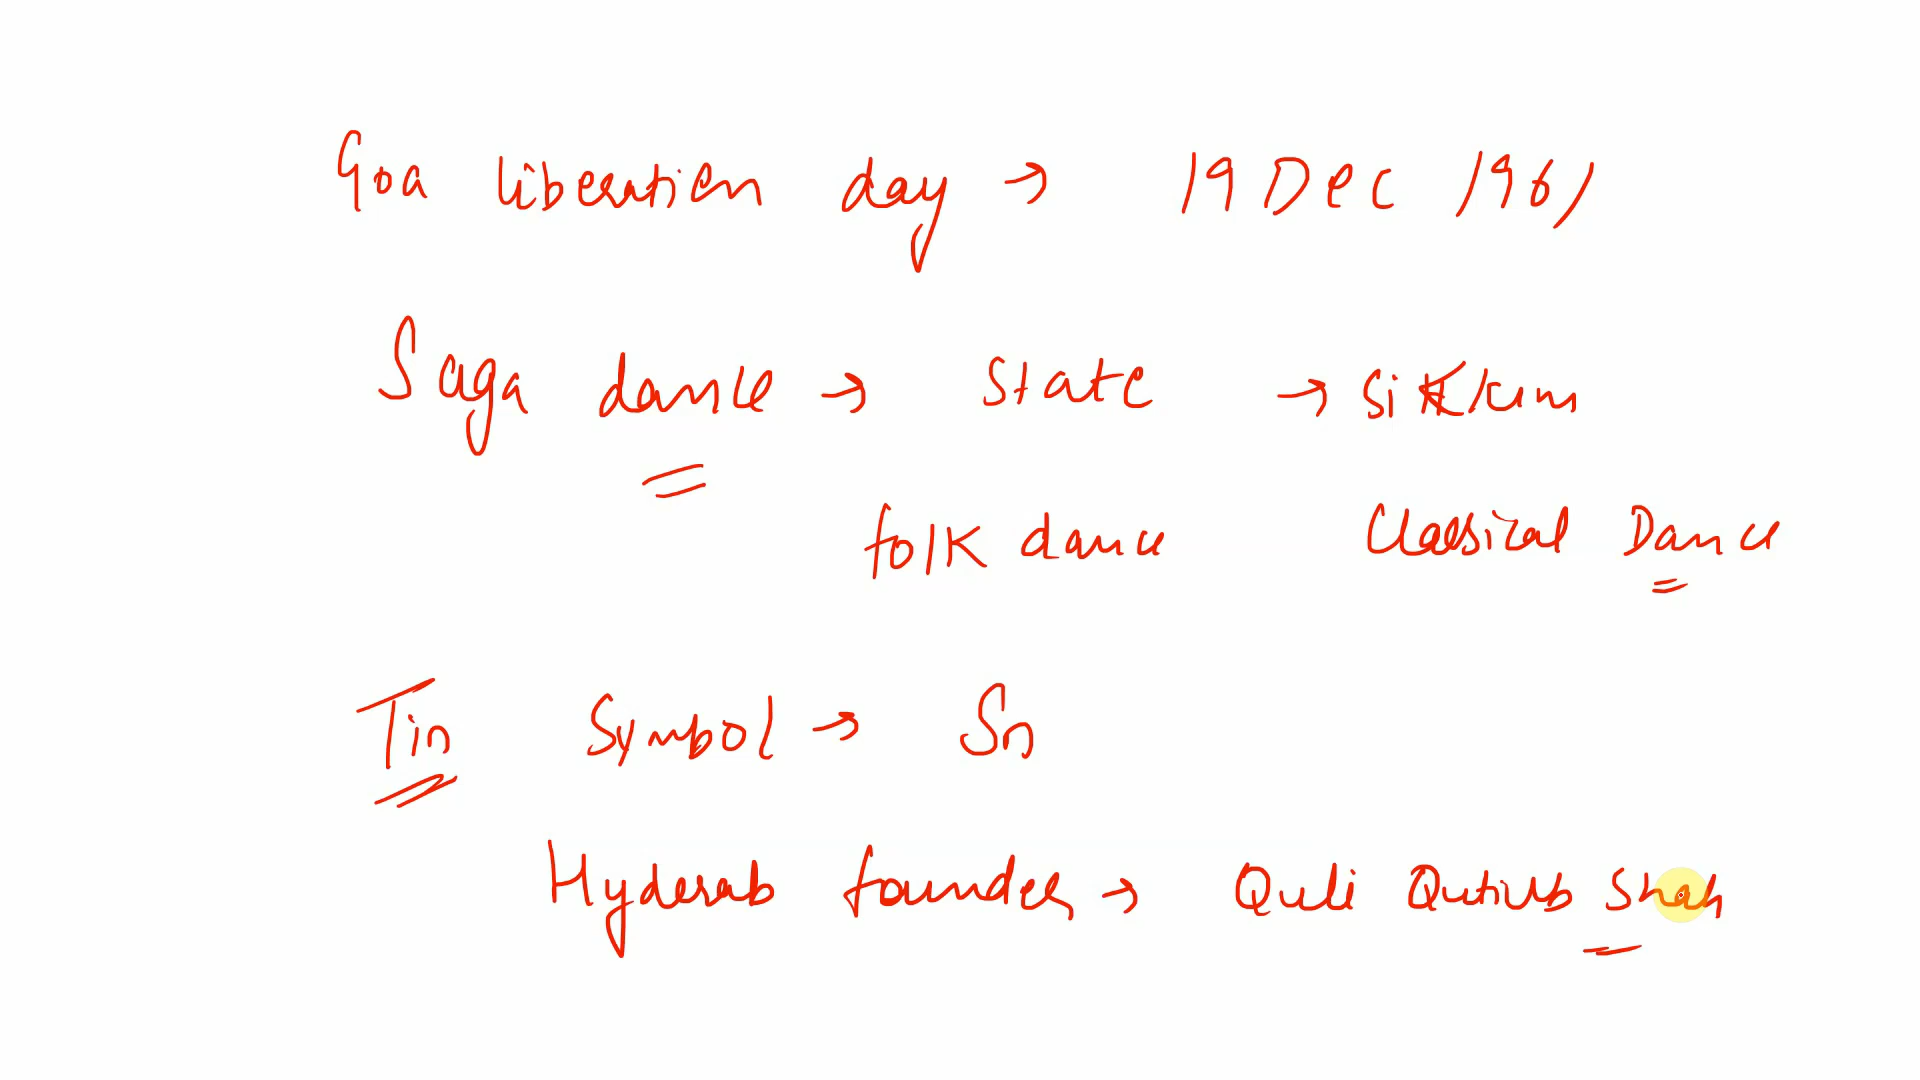 Goa liberation day → 19 Dec 1961
Saga dance → state → sikkim
folk dance Classical Dance
Tin Symbol → Sn
Hyderab founder → Quli Qutub Shah